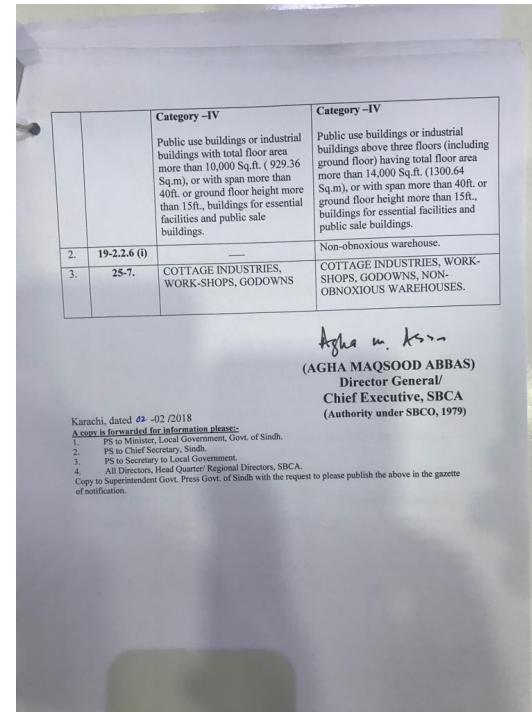 Category –IV
Public use buildings or industrial
buildings with total floor area
more than 10,000 Sq.ft. ( 929.36
Sq.m), or with span more than
40ft. or ground floor height more
than 15ft., buildings for essential
facilities and public sale
buildings.
Category –IV
Public use buildings or industrial
buildings above three floors (including
ground floor) having total floor area
more than 14,000 Sq.ft. (1300.64
Sq.m), or with span more than 40ft. or
ground floor height more than 15ft.,
buildings for essential facilities and
public sale buildings.
2. 19-2.2.6 (i) — Non-obnoxious warehouse.
3. 25-7.
COTTAGE INDUSTRIES,
WORK-SHOPS, GODOWNS
COTTAGE INDUSTRIES, WORK-
SHOPS, GODOWNS, NON-
OBNOXIOUS WAREHOUSES.
Agha m.
(AGHA MAQSOOD ABBAS)
Director General/
Chief Executive, SBCA
(Authority under SBCO, 1979)
Karachi, dated 02 -02 /2018
A copy is forwarded for information please:-
1. PS to Minister, Local Government, Govt. of Sindh.
2. PS to Chief Secretary, Sindh.
3. PS to Secretary to Local Government.
4. All Directors, Head Quarter/ Regional Directors, SBCA.
Copy to Superintendent Govt. Press Govt. of Sindh with the request to please publish the above in the gazette
of notification.